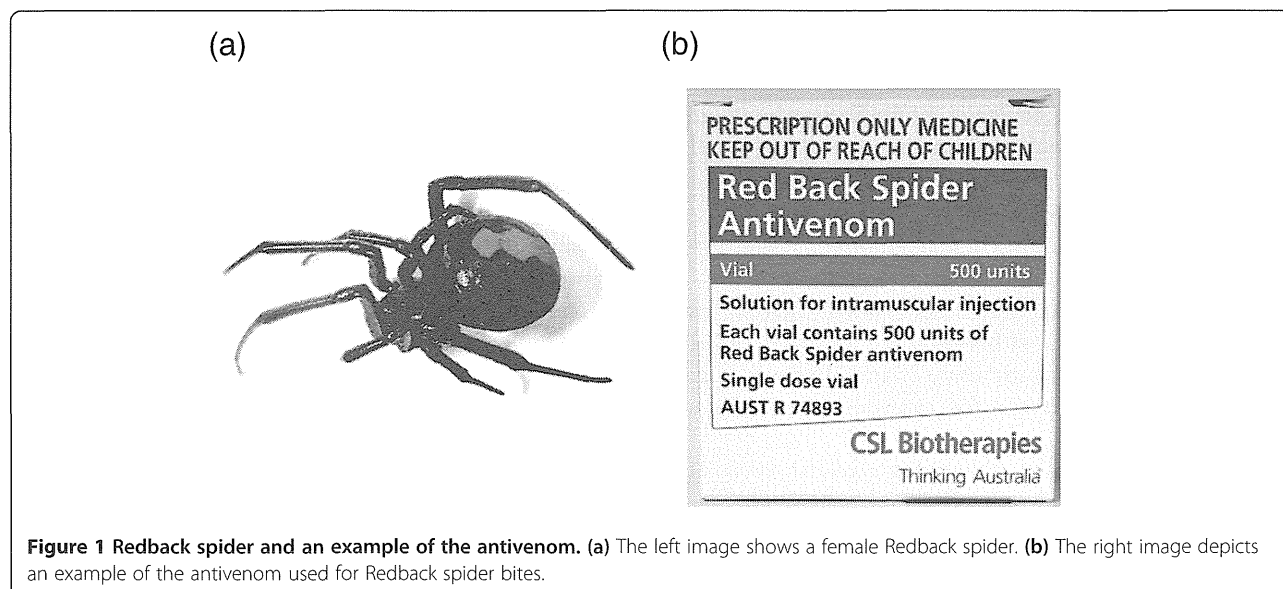 (a)
(b)
PRESCRIPTION ONLY MEDICINE
KEEP OUT OF REACH OF CHILDREN
Red Back Spider
Antivenom
Vial 500 units
Solution for intramuscular injection
Each vial contains 500 units of
Red Back Spider antivenom
Single dose vial
AUST R 74893
CSL Biotherapies
Thinking Australia
Figure 1 Redback spider and an example of the antivenom. (a) The left image shows a female Redback spider. (b) The right image depicts
an example of the antivenom used for Redback spider bites.